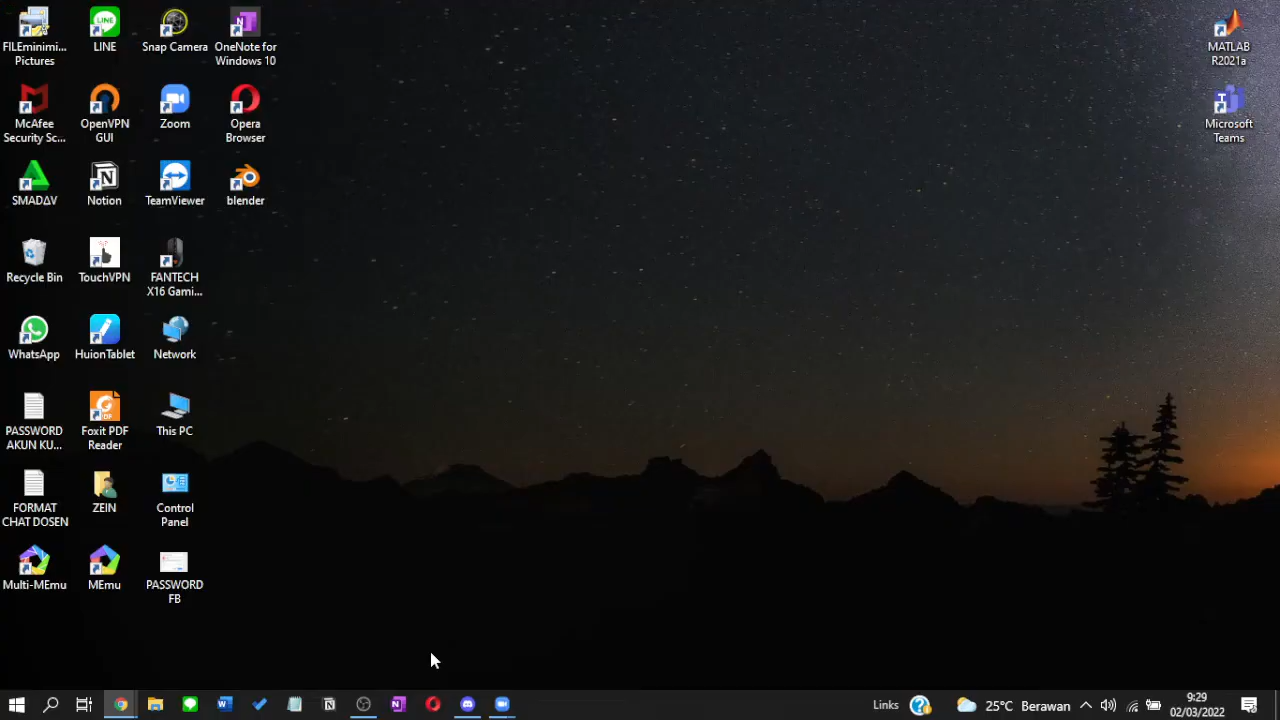 FILEminimi...
Pictures
LINE
Snap Camera
OneNote for
Windows 10
MATLAB
R2021a
McAfee
Security Sc...
OpenVPN
GUI
Zoom
Opera
Browser
Microsoft
Teams
SMADΔV
Notion
TeamViewer
blender
Recycle Bin
TouchVPN
FANTECH
X16 Gami...
WhatsApp
HuionTablet
Network
PASSWORD
AKUN KU...
Foxit PDF
Reader
This PC
FORMAT
CHAT DOSEN
ZEIN
Control
Panel
Multi-MEmu
MEmu
PASSWORD
FB
Links
25°C Berawan
9:29
02/03/2022